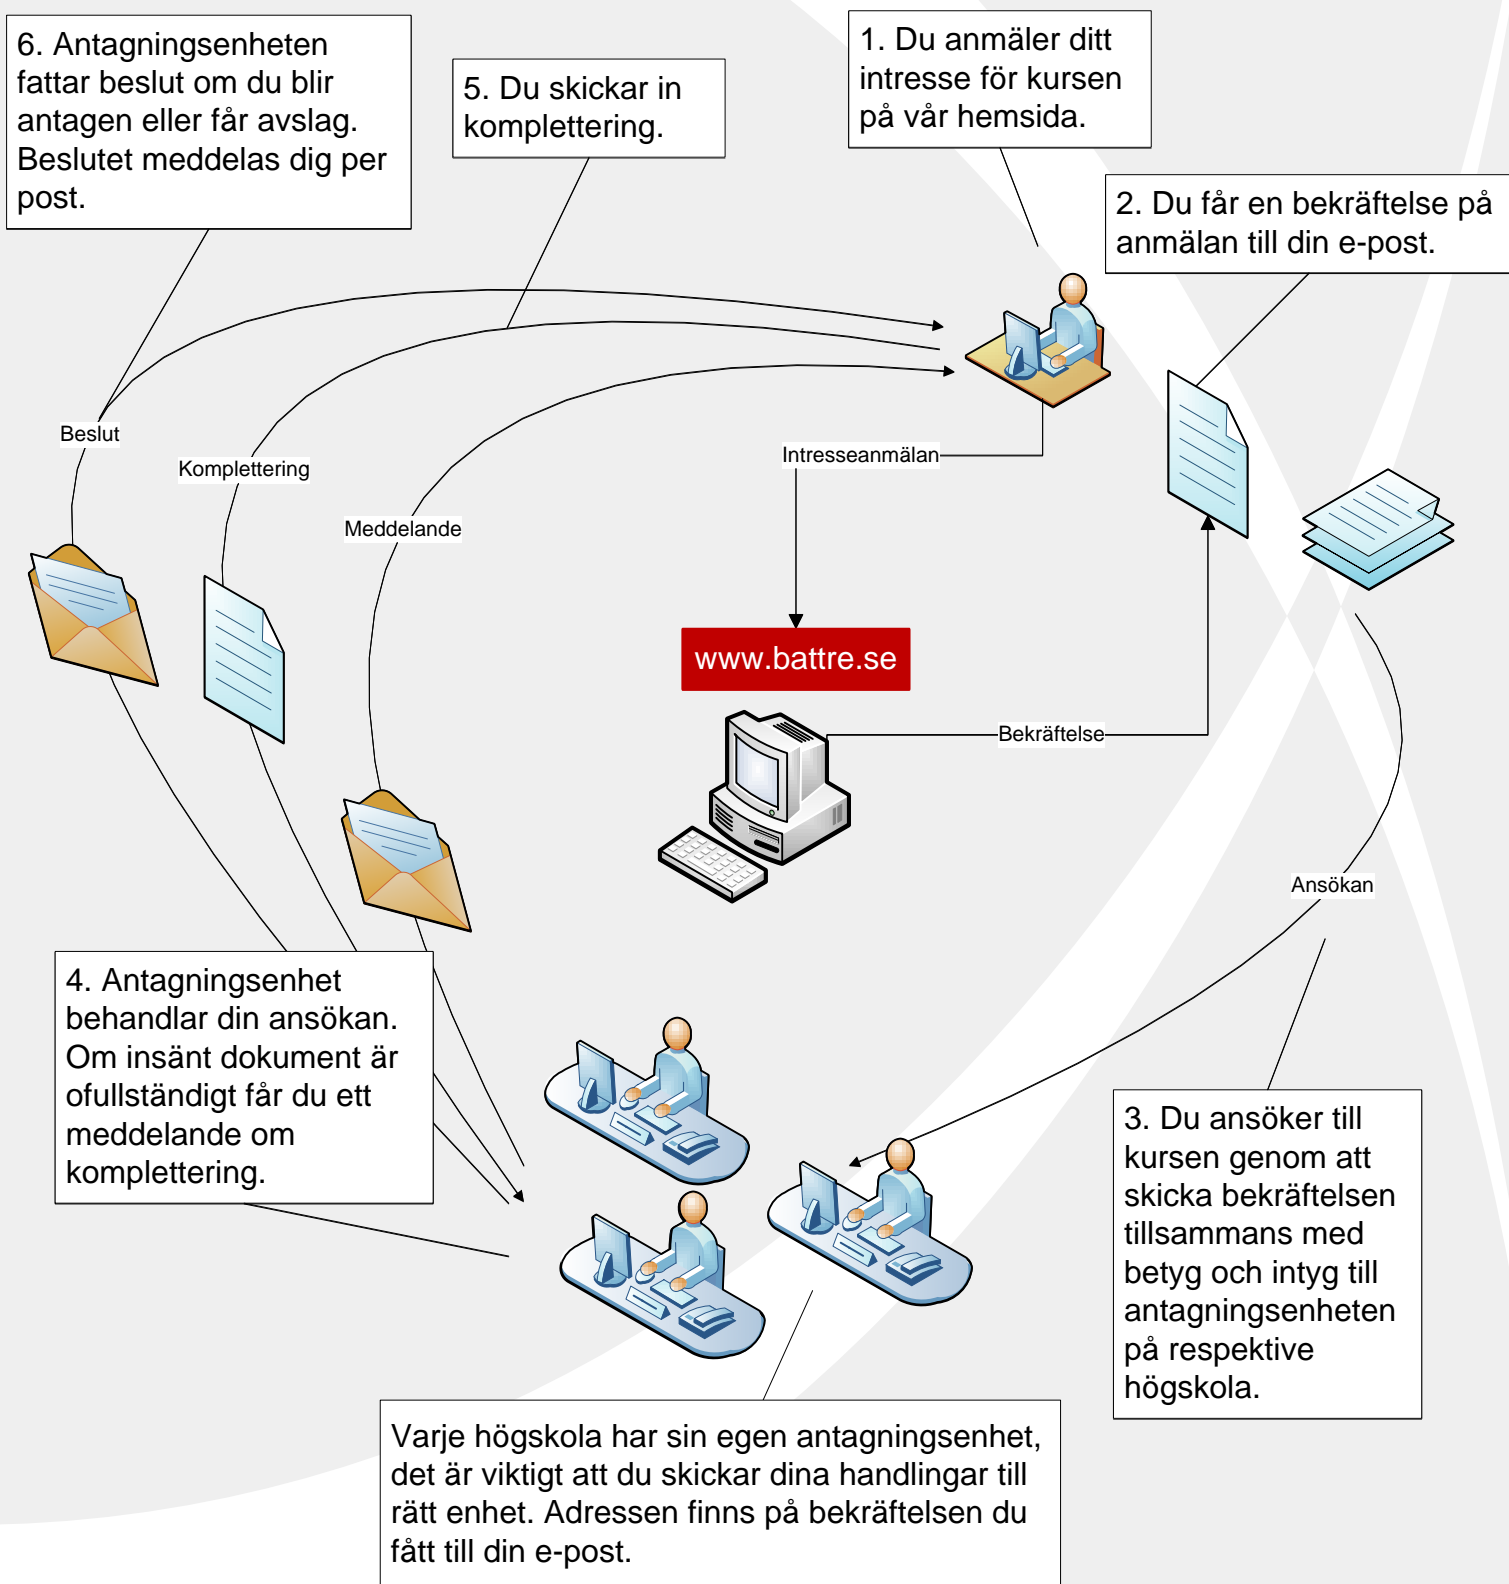 6. Antagningsenheten
fattar beslut om du blir
antagen eller får avslag.
Beslutet meddelas dig per
post.
5. Du skickar in
komplettering.
1. Du anmäler ditt
intresse för kursen
på vår hemsida.
2. Du får en bekräftelse på
anmälan till din e-post.
Beslut
Komplettering
Meddelande
Intresseanmälan
www.battre.se
Bekräftelse
Ansökan
4. Antagningsenhet
behandlar din ansökan.
Om insänt dokument är
ofullständigt får du ett
meddelande om
komplettering.
3. Du ansöker till
kursen genom att
skicka bekräftelsen
tillsammans med
betyg och intyg till
antagningsenheten
på respektive
högskola.
Varje högskola har sin egen antagningsenhet,
det är viktigt att du skickar dina handlingar till
rätt enhet. Adressen finns på bekräftelsen du
fått till din e-post.